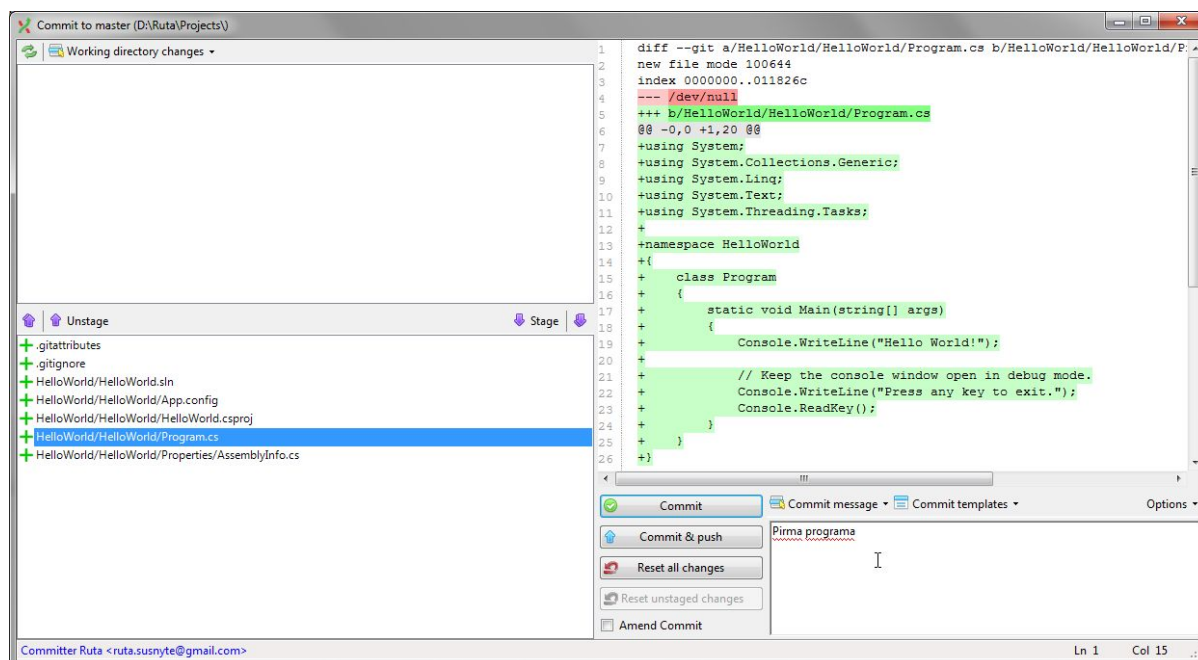 Commit to master (D:\Ruta\Projects\)
Working directory changes
Unstage
Stage
.gitattributes
.gitignore
HelloWorld/HelloWorld.sln
HelloWorld/HelloWorld/App.config
HelloWorld/HelloWorld/HelloWorld.csproj
HelloWorld/HelloWorld/Program.cs
HelloWorld/HelloWorld/Properties/AssemblyInfo.cs
1 diff --git a/HelloWorld/HelloWorld/Program.cs b/HelloWorld/HelloWorld/P
2 new file mode 100644
3 index 0000000..011826c
4 --- /dev/null
5 +++ b/HelloWorld/HelloWorld/Program.cs
6 @@ -0,0 +1,20 @@
7 +using System;
8 +using System.Collections.Generic;
9 +using System.Linq;
10 +using System.Text;
11 +using System.Threading.Tasks;
12 +
13 +namespace HelloWorld
14 +{
15 +    class Program
16 +    {
17 +        static void Main(string[] args)
18 +        {
19 +            Console.WriteLine("Hello World!");
20 +
21 +            // Keep the console window open in debug mode.
22 +            Console.WriteLine("Press any key to exit.");
23 +            Console.ReadKey();
24 +        }
25 +    }
26 +}
Commit
Commit & push
Reset all changes
Reset unstaged changes
Amend Commit
Commit message
Commit templates
Options
Pirma programa
Committer Ruta <ruta.susnyte@gmail.com>
Ln 1
Col 15